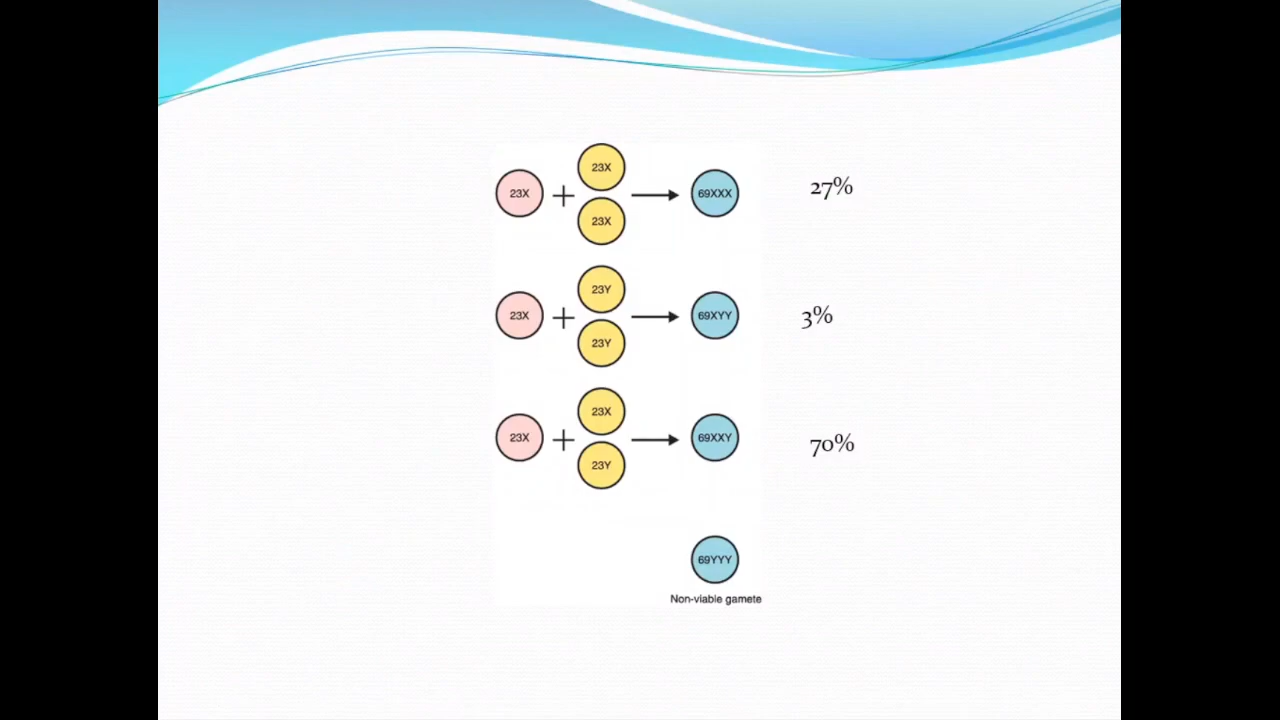 23X + 23X 23X → 69XXX 27%
23X + 23Y 23Y → 69XYY 3%
23X + 23X 23Y → 69XXY 70%
69YYY
Non-viable gamete